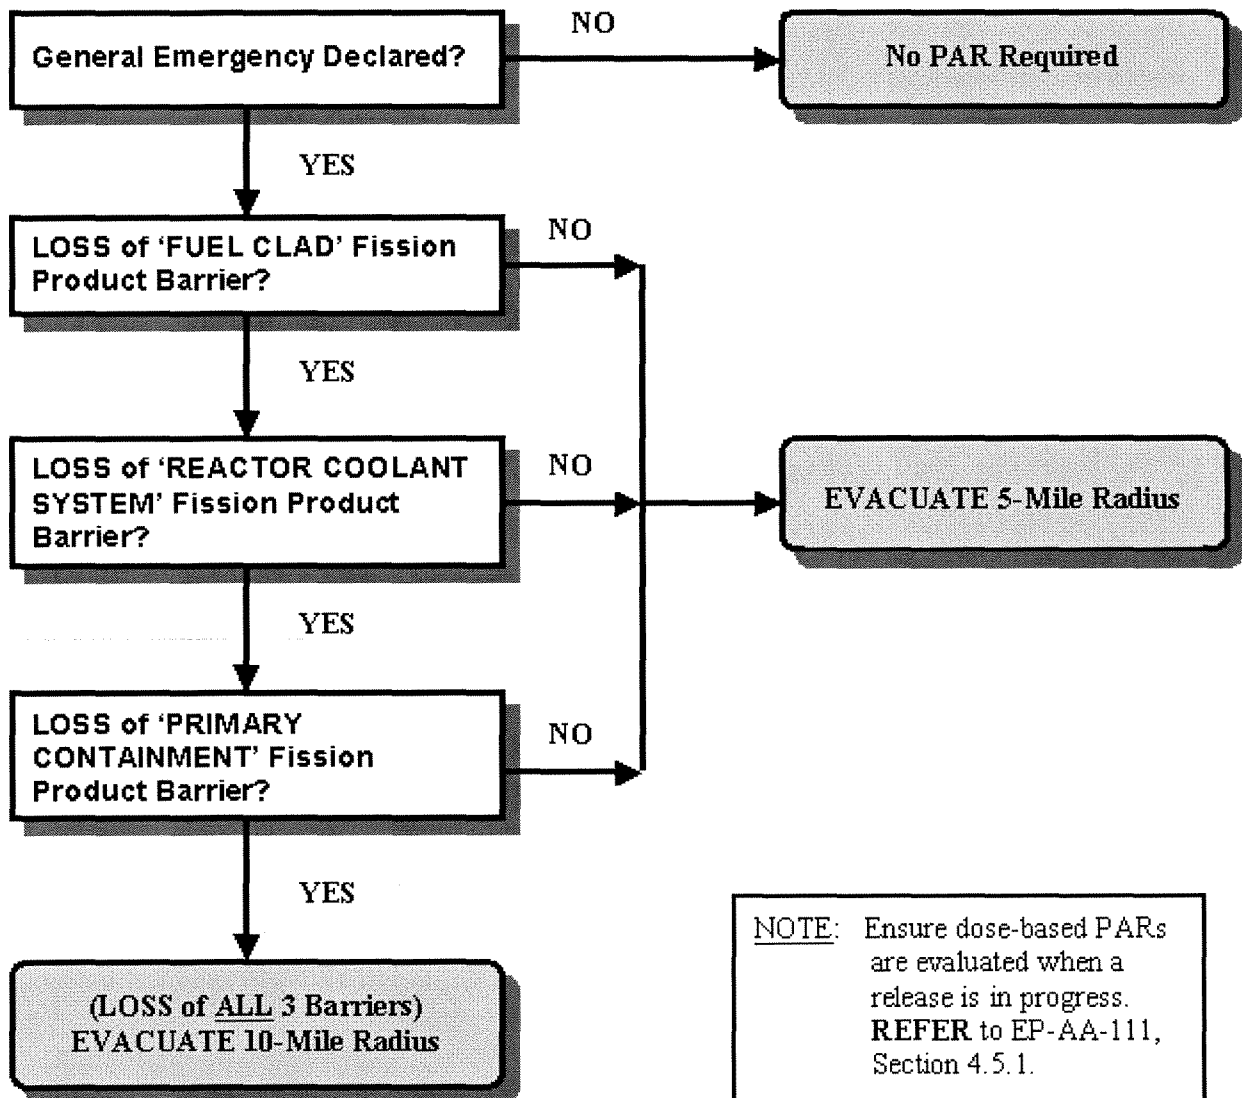 General Emergency Declared?
NO
No PAR Required
YES
LOSS of ‘FUEL CLAD’ Fission
Product Barrier?
NO
YES
LOSS of ‘REACTOR COOLANT
SYSTEM’ Fission Product
Barrier?
NO
EVACUATE 5-Mile Radius
YES
LOSS of ‘PRIMARY
CONTAINMENT’ Fission
Product Barrier?
NO
YES
(LOSS of ALL 3 Barriers)
EVACUATE 10-Mile Radius
NOTE: Ensure dose-based PARs
are evaluated when a
release is in progress.
REFER to EP-AA-111,
Section 4.5.1.